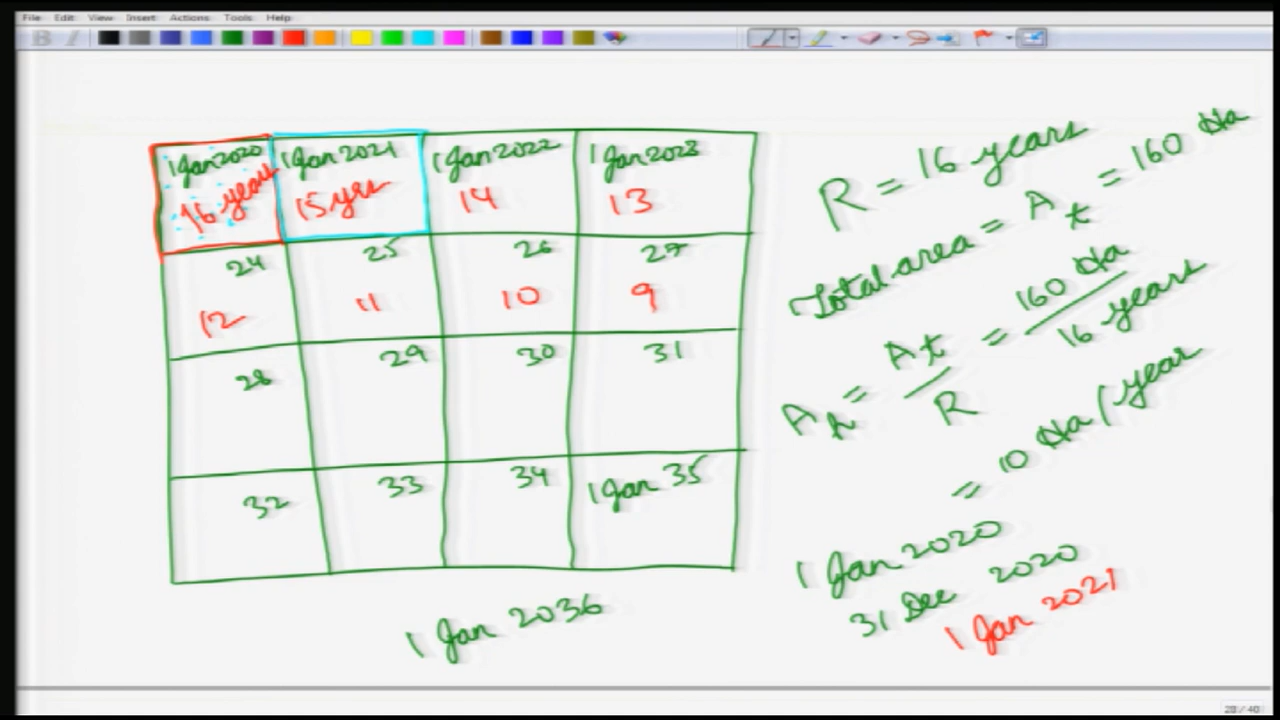 File Edit View Insert Actions Tools Help
B I
1 Jan 2020 1 Jan 2021 1 Jan 2022 1 Jan 2023
16 years 15 yrs 14 13
24 25 26 27
12 11 10 9
28 29 30 31
32 33 34 1 Jan 35
1 Jan 2036
R = 16 years
Total area = A t = 160 Ha
A r = A t / R = 160 Ha / 16 years
= 10 Ha / year
1 Jan 2020
31 Dec 2020
1 Jan 2021
28 / 40